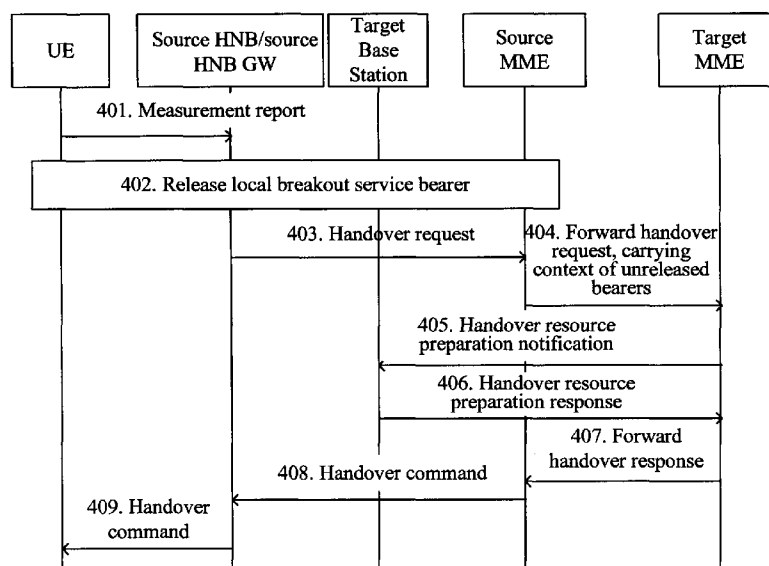 UE
Source HNB/source
HNB GW
Target
Base
Station
Source
MME
Target
MME
401. Measurement report
402. Release local breakout service bearer
403. Handover request
404. Forward handover
request, carrying
context of unreleased
bearers
405. Handover resource
preparation notification
406. Handover resource
preparation response
407. Forward
handover response
408. Handover command
409. Handover
command